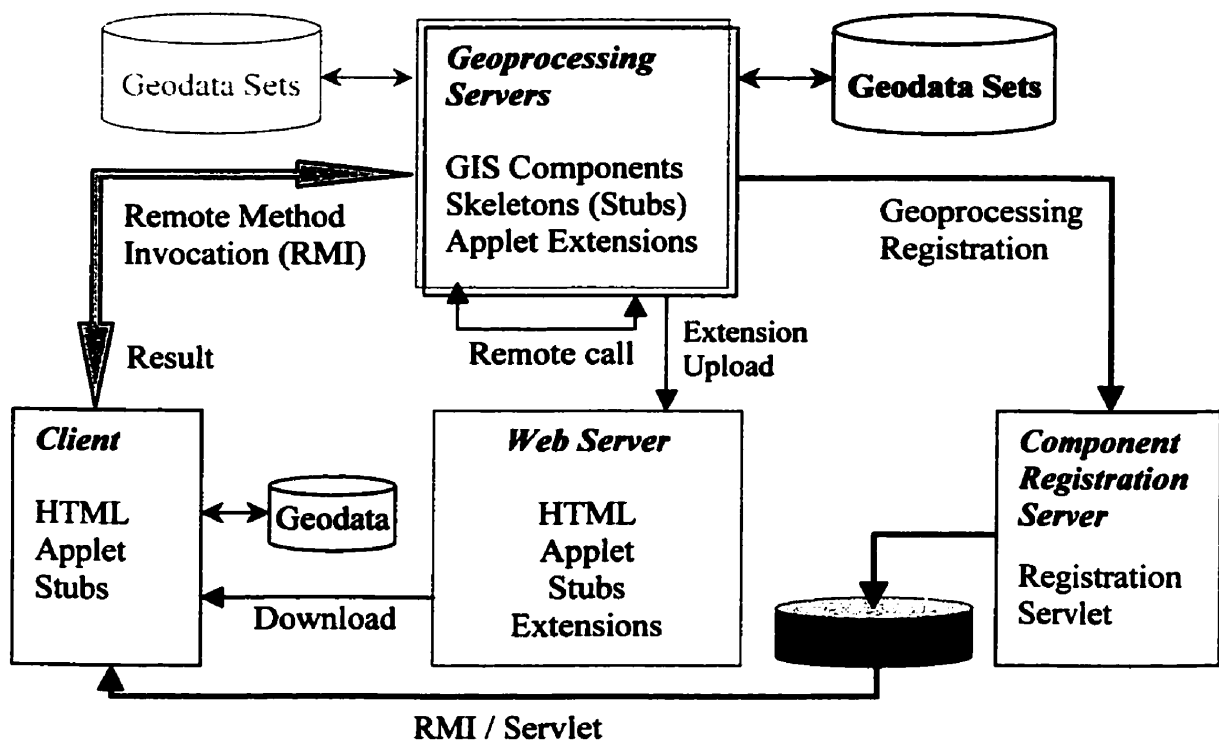 Geodata Sets
Geoprocessing
Servers
GIS Components
Skeletons (Stubs)
Applet Extensions
Geodata Sets
Remote Method
Invocation (RMI)
Geoprocessing
Registration
Result
Remote call
Extension
Upload
Client
HTML
Applet
Stubs
Geodata
Web Server
HTML
Applet
Stubs
Extensions
Component
Registration
Server
Registration
Servlet
Download
RMI / Servlet